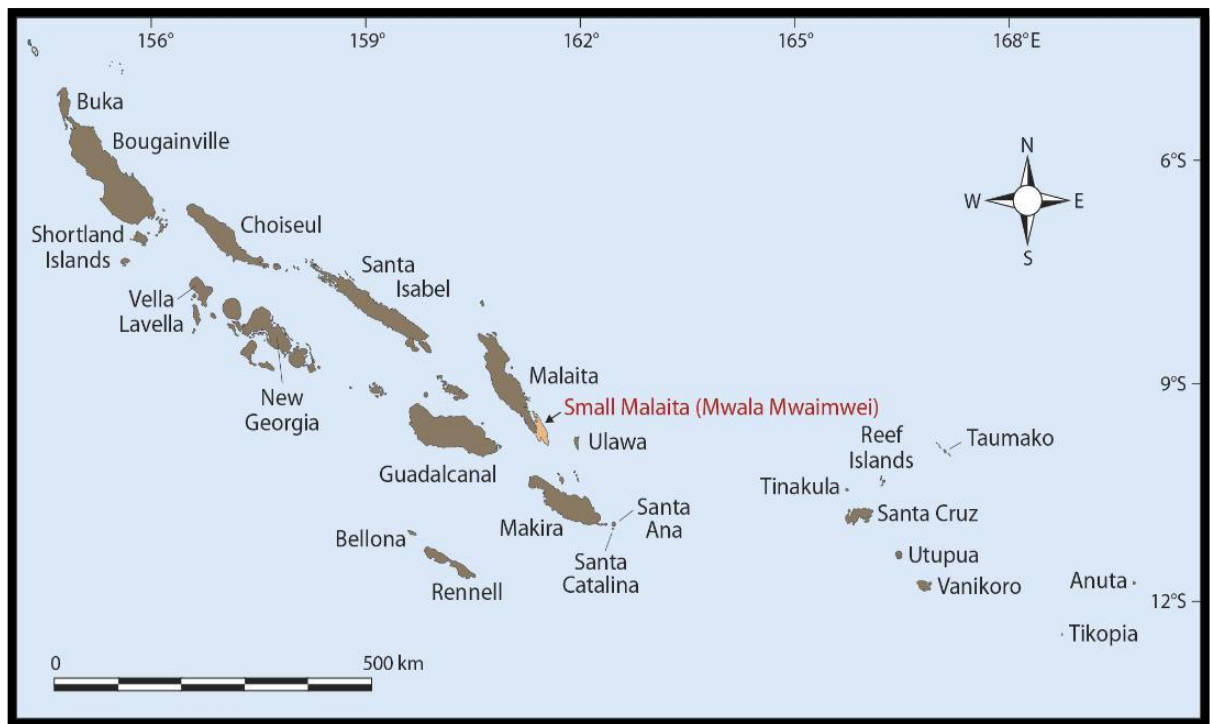 156°
159°
162°
165°
168°E
Buka
Bougainville
N
6°S
W
E
S
Choiseul
Shortland
Islands
Santa
Isabel
Vella
Lavella
Malaita
9°S
New
Georgia
Small Malaita (Mwala Mwaimwei)
Ulawa
Reef
Islands
Taumako
Guadalcanal
Tinakula
Makira
Santa
Ana
Santa Cruz
Bellona
Santa
Catalina
Utupua
Rennell
Vanikoro
Anuta
12°S
Tikopia
0
500 km